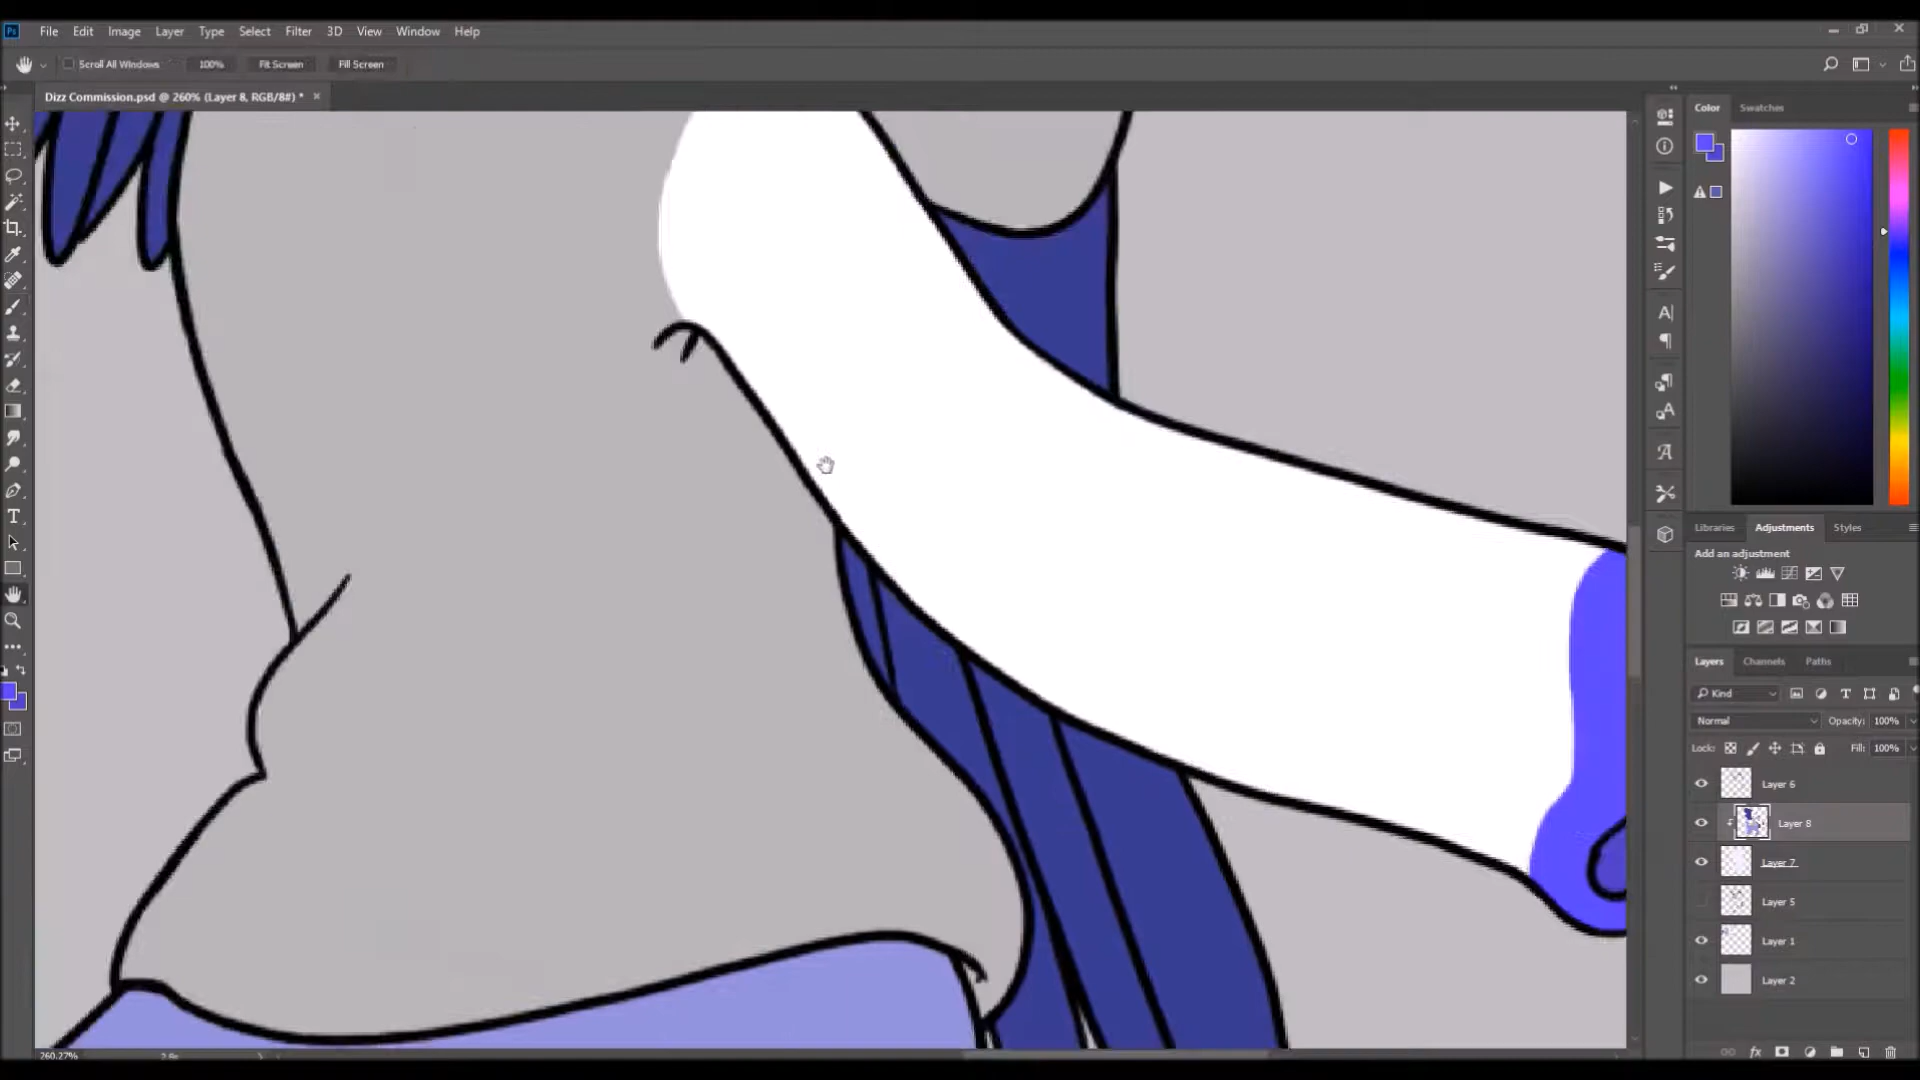 Ps File Edit Image Layer Type Select Filter 3D View Window Help
Scroll All Windows 100% Fit Screen Fill Screen
Dizz Commission.psd @ 260% (Layer 8, RGB/8#) * ×
Color Swatches
Libraries Adjustments Styles
Add an adjustment
Layers Channels Paths
Kind
Normal Opacity: 100%
Lock: Fill: 100%
Layer 6
Layer 8
Layer 7
Layer 5
Layer 1
Layer 2
fx
260.27%